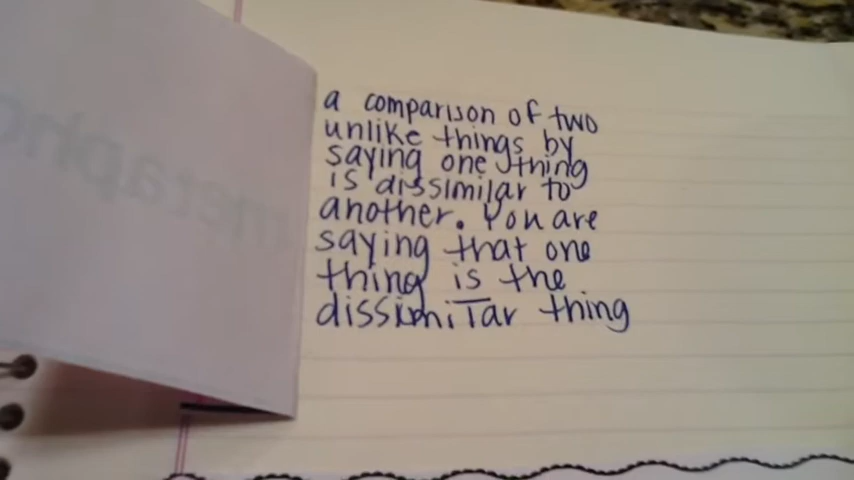 metapho
a comparison of two
unlike things by
saying one thing
is dissimilar to
another. You are
saying that one
thing is the
dissimilar thing